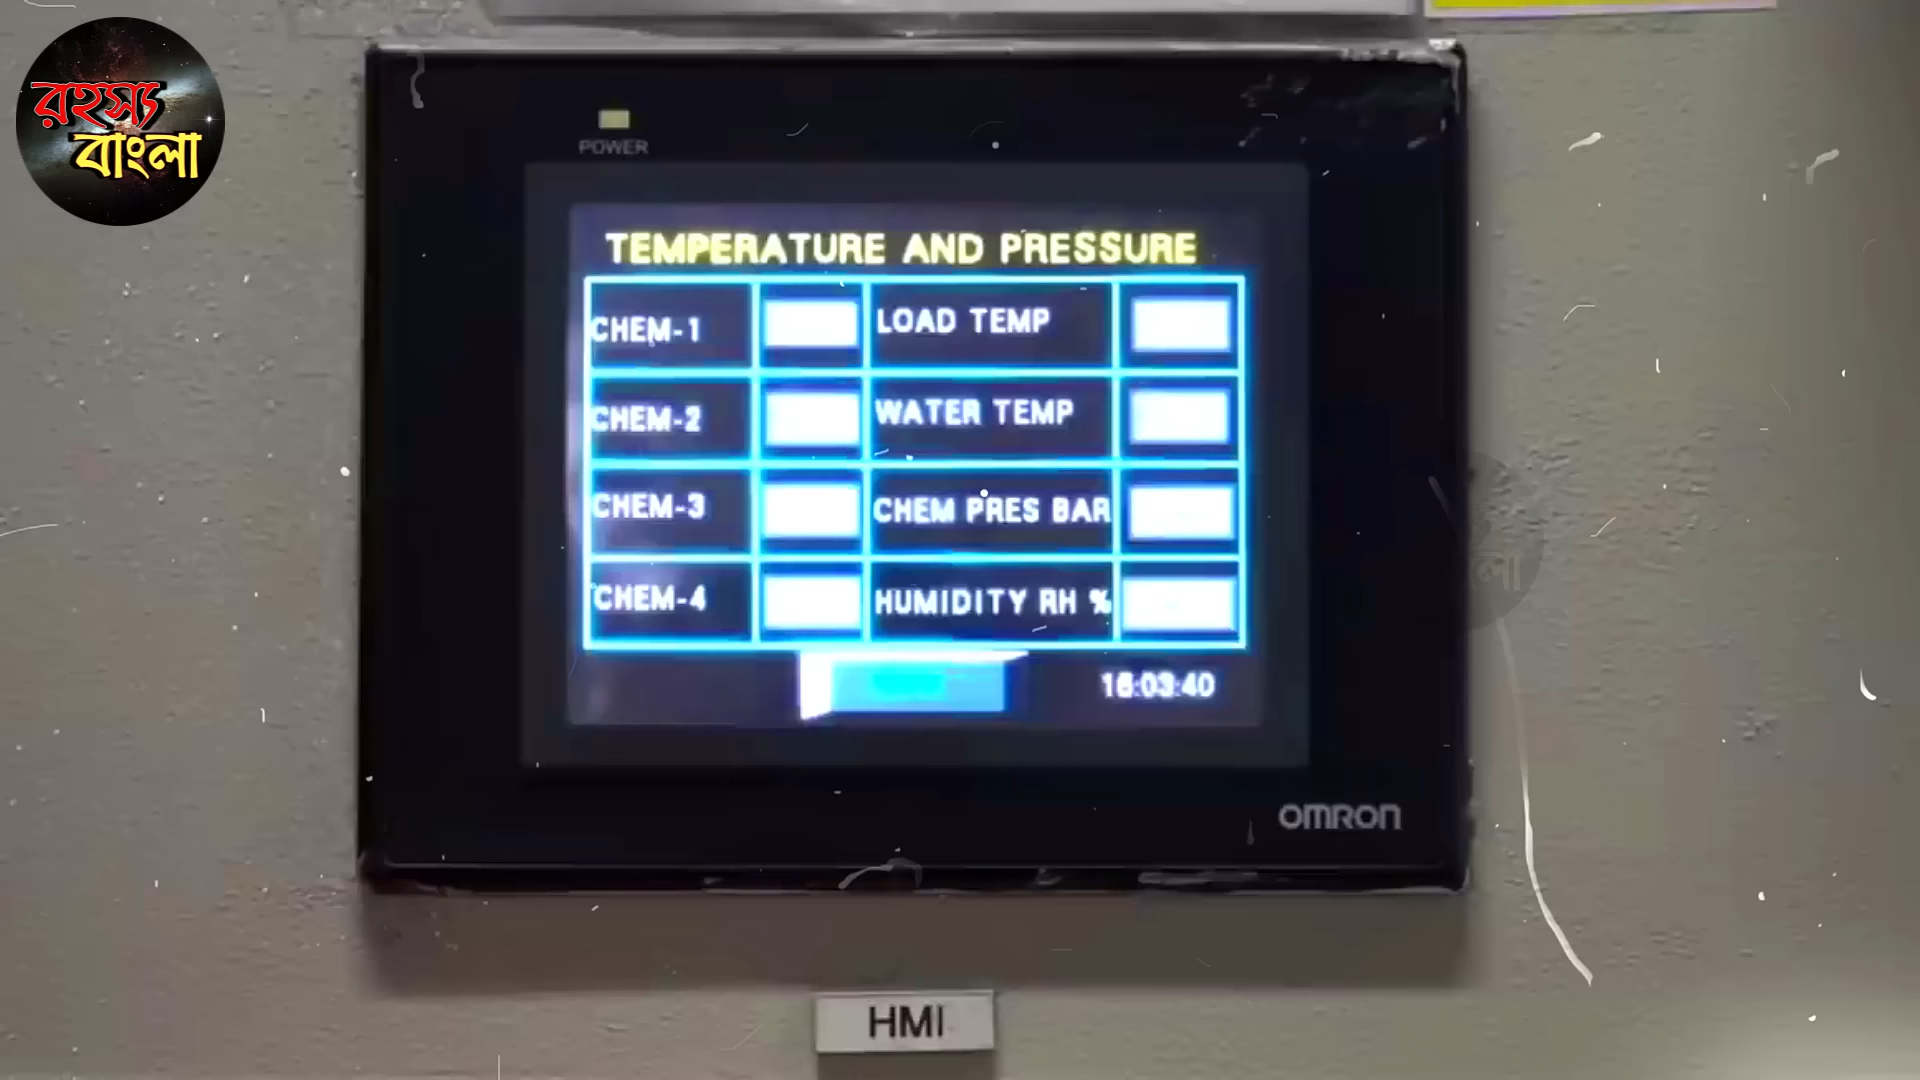 রহস্য
বাংলা
POWER
TEMPERATURE AND PRESSURE
CHEM-1 LOAD TEMP
CHEM-2 WATER TEMP
CHEM-3 CHEM PRES BAR
CHEM-4 HUMIDITY RH %
16:03:40
OMRON
HMI